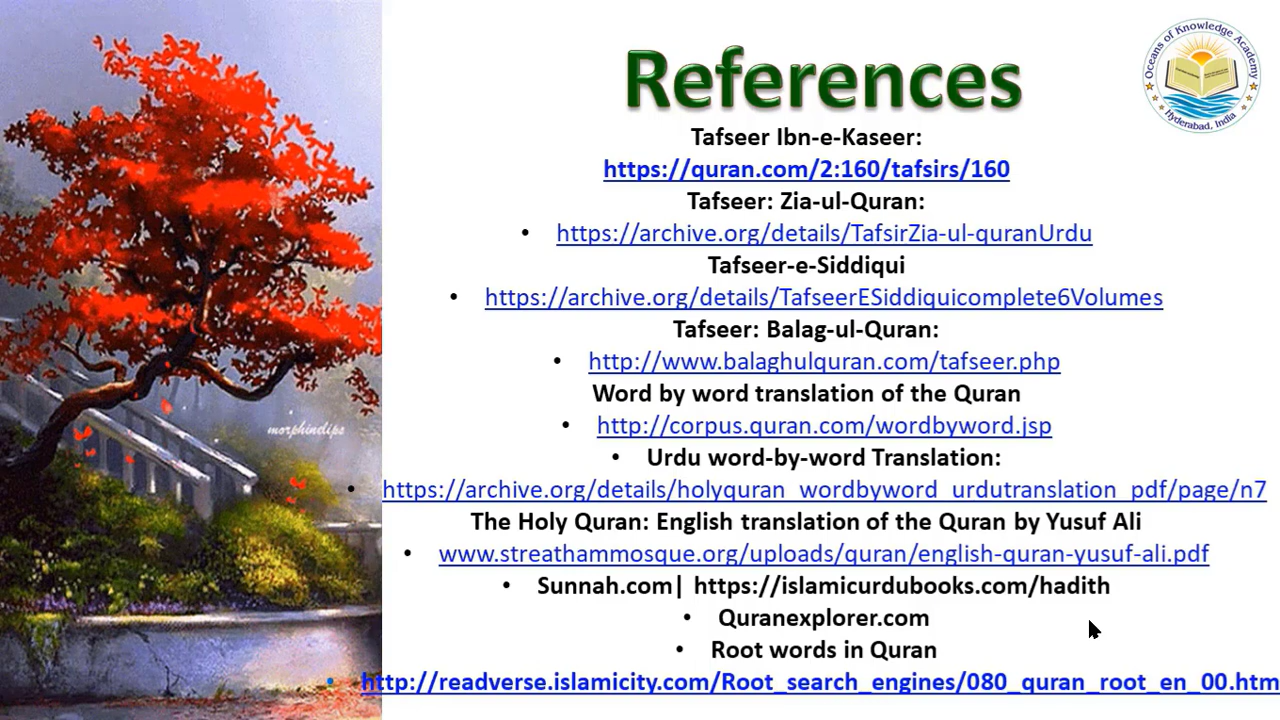 References
Oceans of Knowledge Academy
Hyderabad, India
Tafseer Ibn-e-Kaseer:
https://quran.com/2:160/tafsirs/160
Tafseer: Zia-ul-Quran:
• https://archive.org/details/TafsirZia-ul-quranUrdu
Tafseer-e-Siddiqui
• https://archive.org/details/TafseerESiddiquicomplete6Volumes
Tafseer: Balag-ul-Quran:
• http://www.balaghulquran.com/tafseer.php
Word by word translation of the Quran
• http://corpus.quran.com/wordbyword.jsp
• Urdu word-by-word Translation:
• https://archive.org/details/holyquran_wordbyword_urdutranslation_pdf/page/n7
The Holy Quran: English translation of the Quran by Yusuf Ali
• www.streathammosque.org/uploads/quran/english-quran-yusuf-ali.pdf
• Sunnah.com| https://islamicurdubooks.com/hadith
• Quranexplorer.com
• Root words in Quran
• http://readverse.islamicity.com/Root_search_engines/080_quran_root_en_00.htm
morphinelips